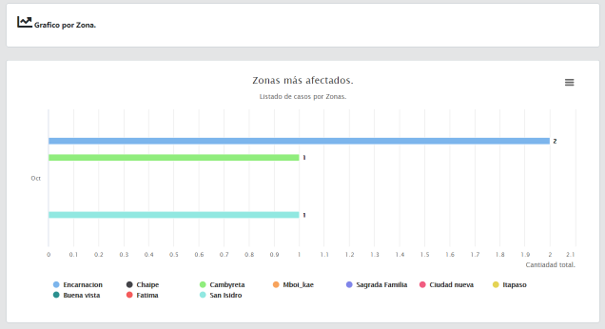 Grafico por Zona.
Zonas más afectados.
Listado de casos por Zonas.
2
1
Oct
1
0 0.1 0.2 0.3 0.4 0.5 0.6 0.7 0.8 0.9 1 1.1 1.2 1.3 1.4 1.5 1.6 1.7 1.8 1.9 2 2.1
Cantiadad total.
Encarnacion Chaipe Cambyreta Mboi_kae Sagrada Familia Ciudad nueva Itapaso
Buena vista Fatima San Isidro